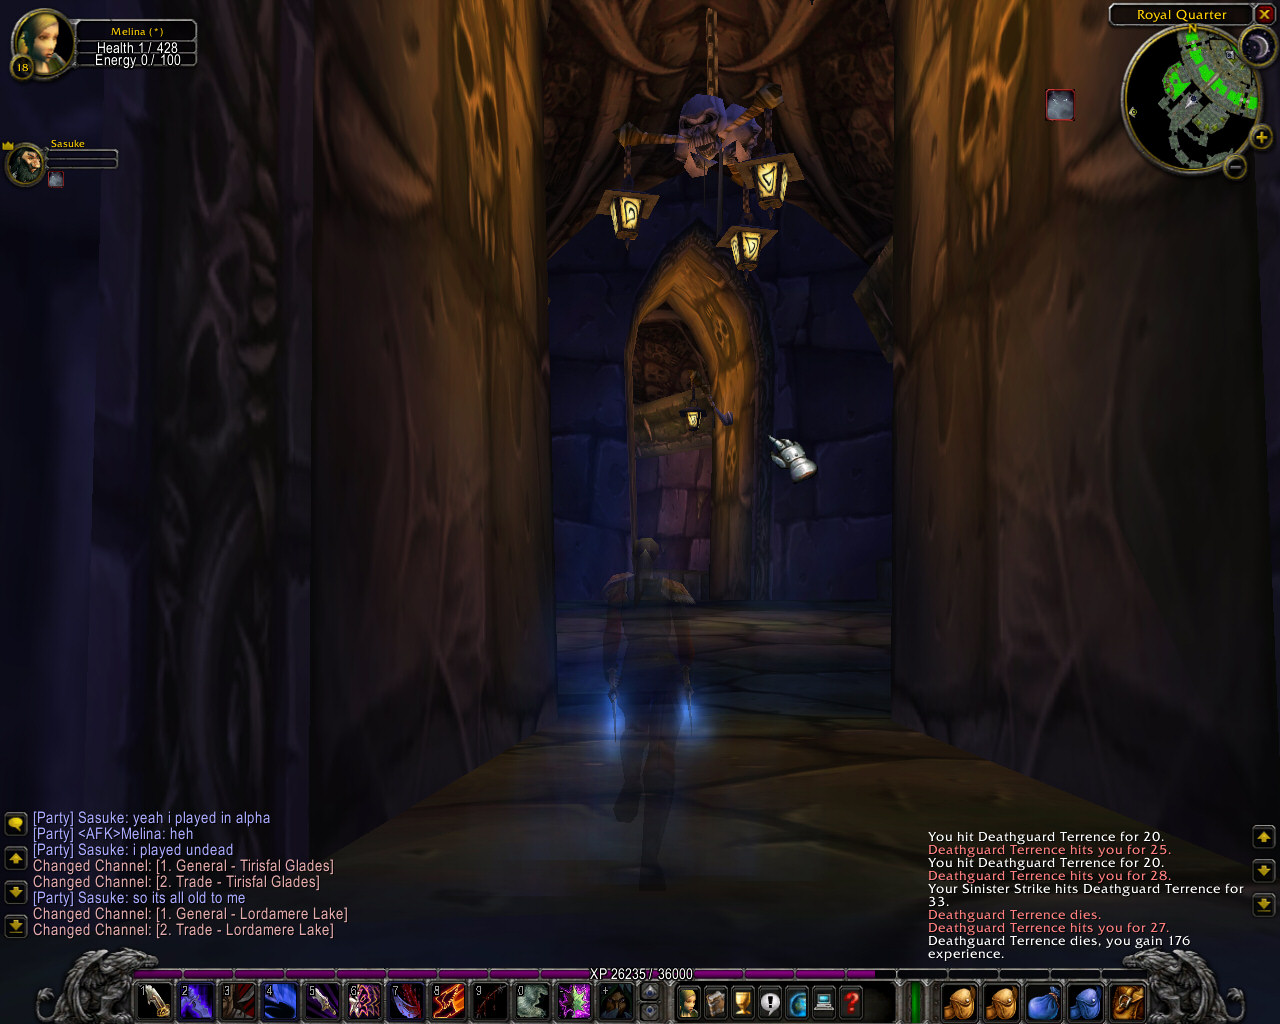 Melina (*)
Health 1 / 428
Energy 0 / 100
18
Sasuke
Royal Quarter
N
[Party] Sasuke: yeah i played in alpha
[Party] <AFK>Melina: heh
[Party] Sasuke: i played undead
Changed Channel: [1. General - Tirisfal Glades]
Changed Channel: [2. Trade - Tirisfal Glades]
[Party] Sasuke: so its all old to me
Changed Channel: [1. General - Lordamere Lake]
Changed Channel: [2. Trade - Lordamere Lake]
You hit Deathguard Terrence for 20.
Deathguard Terrence hits you for 25.
You hit Deathguard Terrence for 20.
Deathguard Terrence hits you for 28.
Your Sinister Strike hits Deathguard Terrence for
33.
Deathguard Terrence dies.
Deathguard Terrence hits you for 27.
Deathguard Terrence dies, you gain 176
experience.
XP 26235 / 36000
1 2 3 4 5 6 7 8 9 0 - +